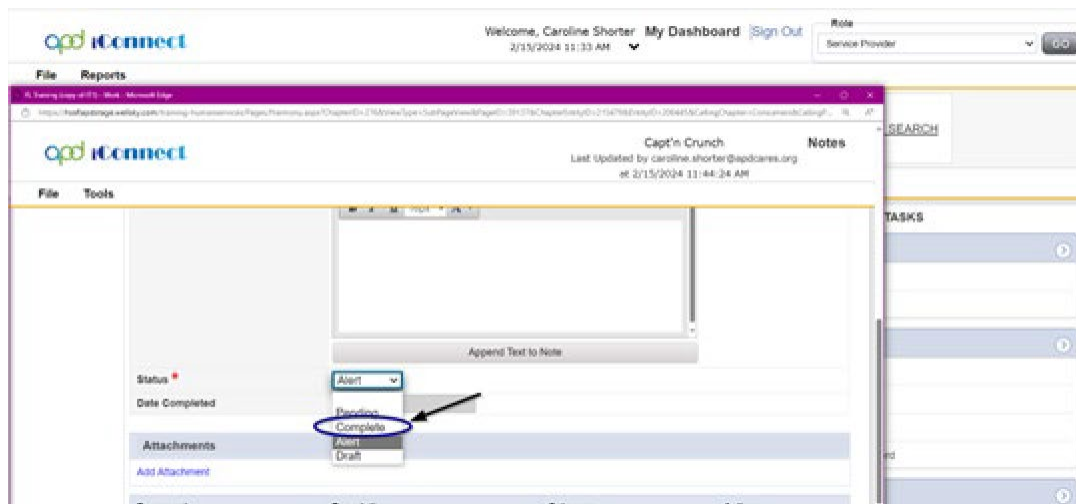 apd iConnect
Welcome, Caroline Shorter My Dashboard Sign Out
2/15/2024 11:33 AM
Role
Service Provider
GO
File Reports
SEARCH
apd iConnect
Capt'n Crunch
Notes
Last Updated by caroline.shorter@apdcares.org
at 2/15/2024 11:44:24 AM
File Tools
TASKS
Append Text to Note
Status *
Alert
Date Completed
Pending
Complete
Alert
Draft
Attachments
Add Attachment